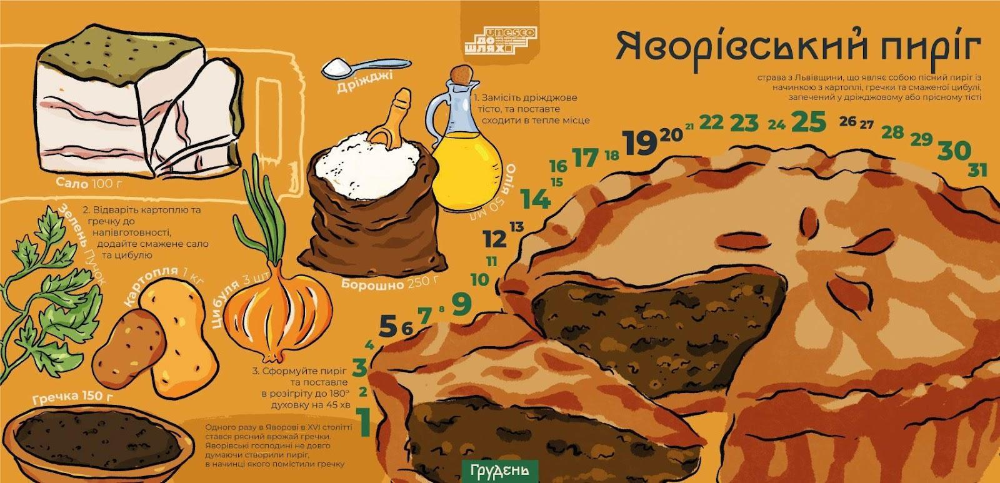 unesco
до
шлях
Яворівський пиріг
страва з Львівщини, що являє собою пісний пиріг із
начинкою з картоплі, гречки та смаженої цибулі,
запечений у дріжджовому або прісному тісті
Дріжджі
1. Замісіть дріжджове
тісто, та поставте
сходити в тепле місце
Сало 100 г
Олія 50 мл
2. Відваріть картоплю та
гречку до
напівготовності,
додайте смажене сало
та цибулю
Зелень Пучок
Картопля 1 кг
Цибуля 3 шт
Борошно 250 г
Гречка 150 г
3. Сформуйте пиріг
та поставле
в розігріту до 180°
духовку на 45 хв
Одного разу в Яворові в XVI столітті
стався рясний врожай гречки.
Яворівські господині не довго
думаючи створили пиріг,
в начинці якого помістили гречку
1
2
3
4
5
6
7
8
9
10
11
12
13
14
15
16
17
18
19
20
21
22
23
24
25
26
27
28
29
30
31
Грудень